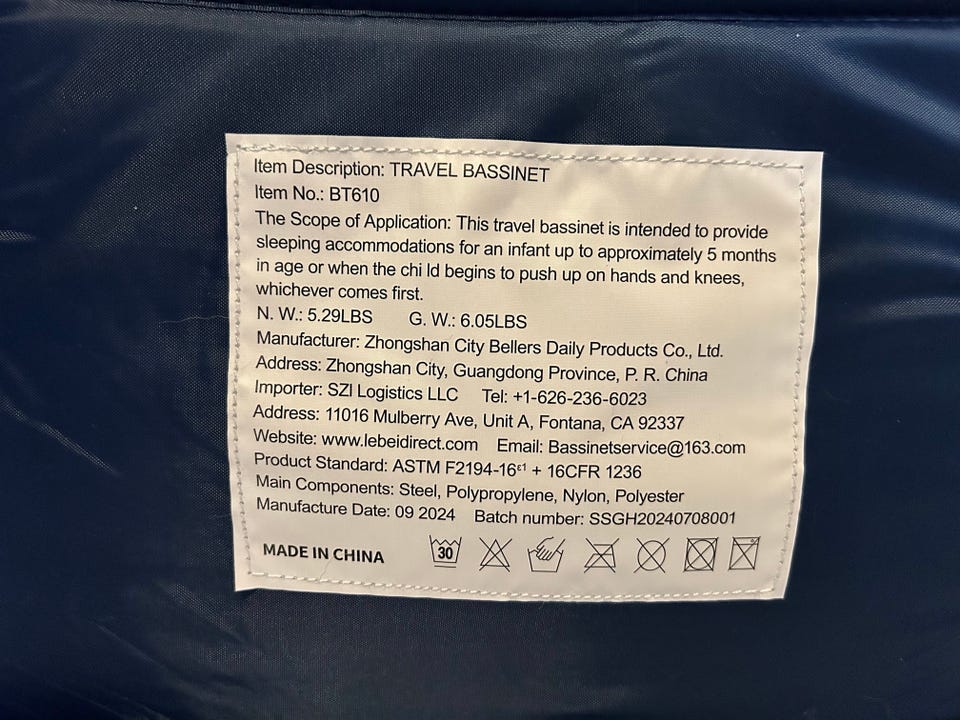 Item Description: TRAVEL BASSINET
Item No.: BT610
The Scope of Application: This travel bassinet is intended to provide
sleeping accommodations for an infant up to approximately 5 months
in age or when the chi ld begins to push up on hands and knees,
whichever comes first.
N. W.: 5.29LBS G. W.: 6.05LBS
Manufacturer: Zhongshan City Bellers Daily Products Co., Ltd.
Address: Zhongshan City, Guangdong Province, P. R. China
Importer: SZI Logistics LLC Tel: +1-626-236-6023
Address: 11016 Mulberry Ave, Unit A, Fontana, CA 92337
Website: www.lebeidirect.com Email: Bassinetservice@163.com
Product Standard: ASTM F2194-16ᵋ¹ + 16CFR 1236
Main Components: Steel, Polypropylene, Nylon, Polyester
Manufacture Date: 09 2024 Batch number: SSGH20240708001
MADE IN CHINA 30